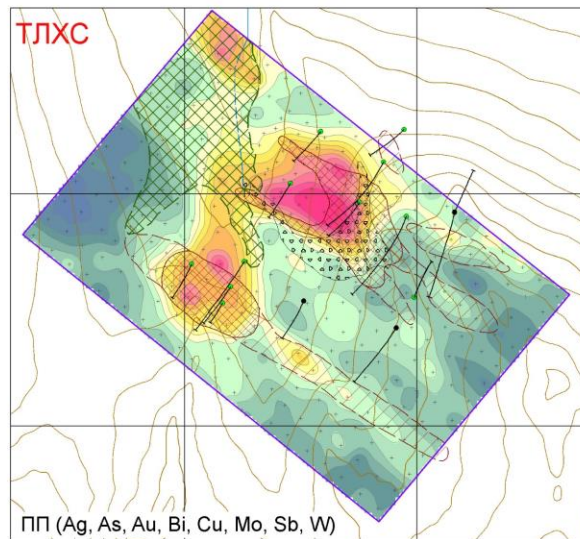 ТЛХС
ПП (Ag, As, Au, Bi, Cu, Mo, Sb, W)